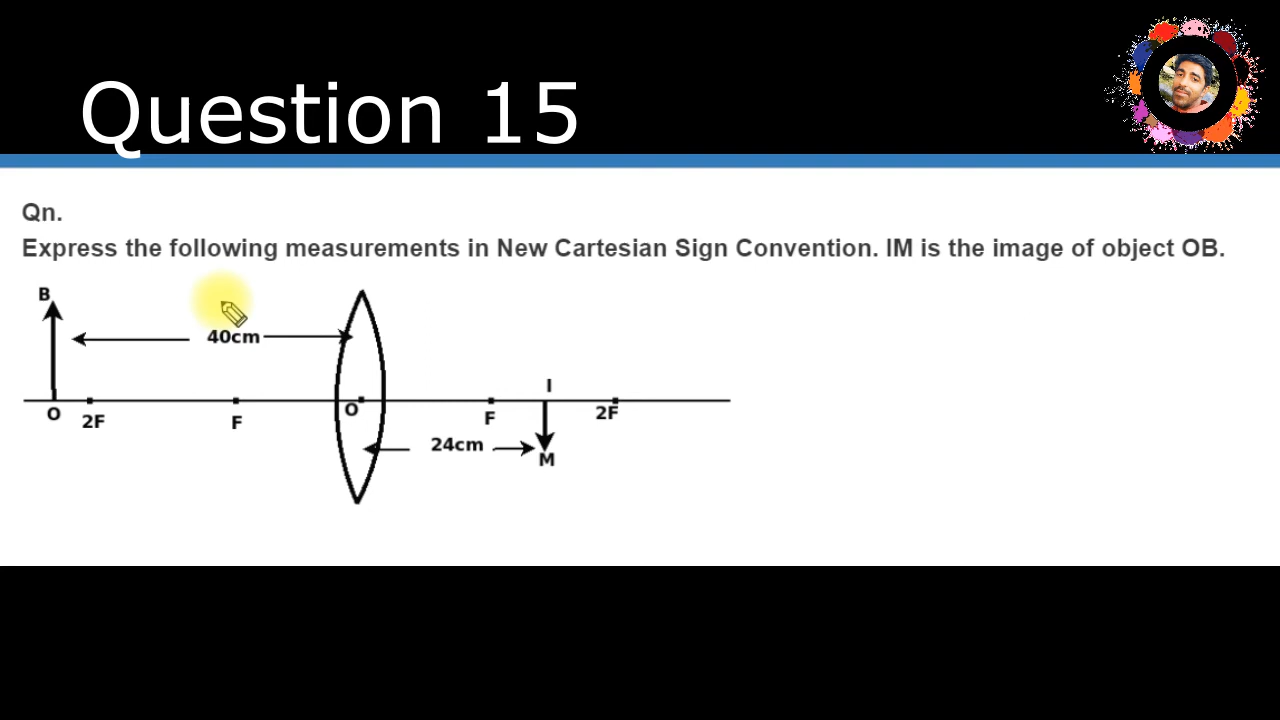 Question 15
Qn.
Express the following measurements in New Cartesian Sign Convention. IM is the image of object OB.
B
40cm
I
O
2F
F
O
F
2F
24cm
M